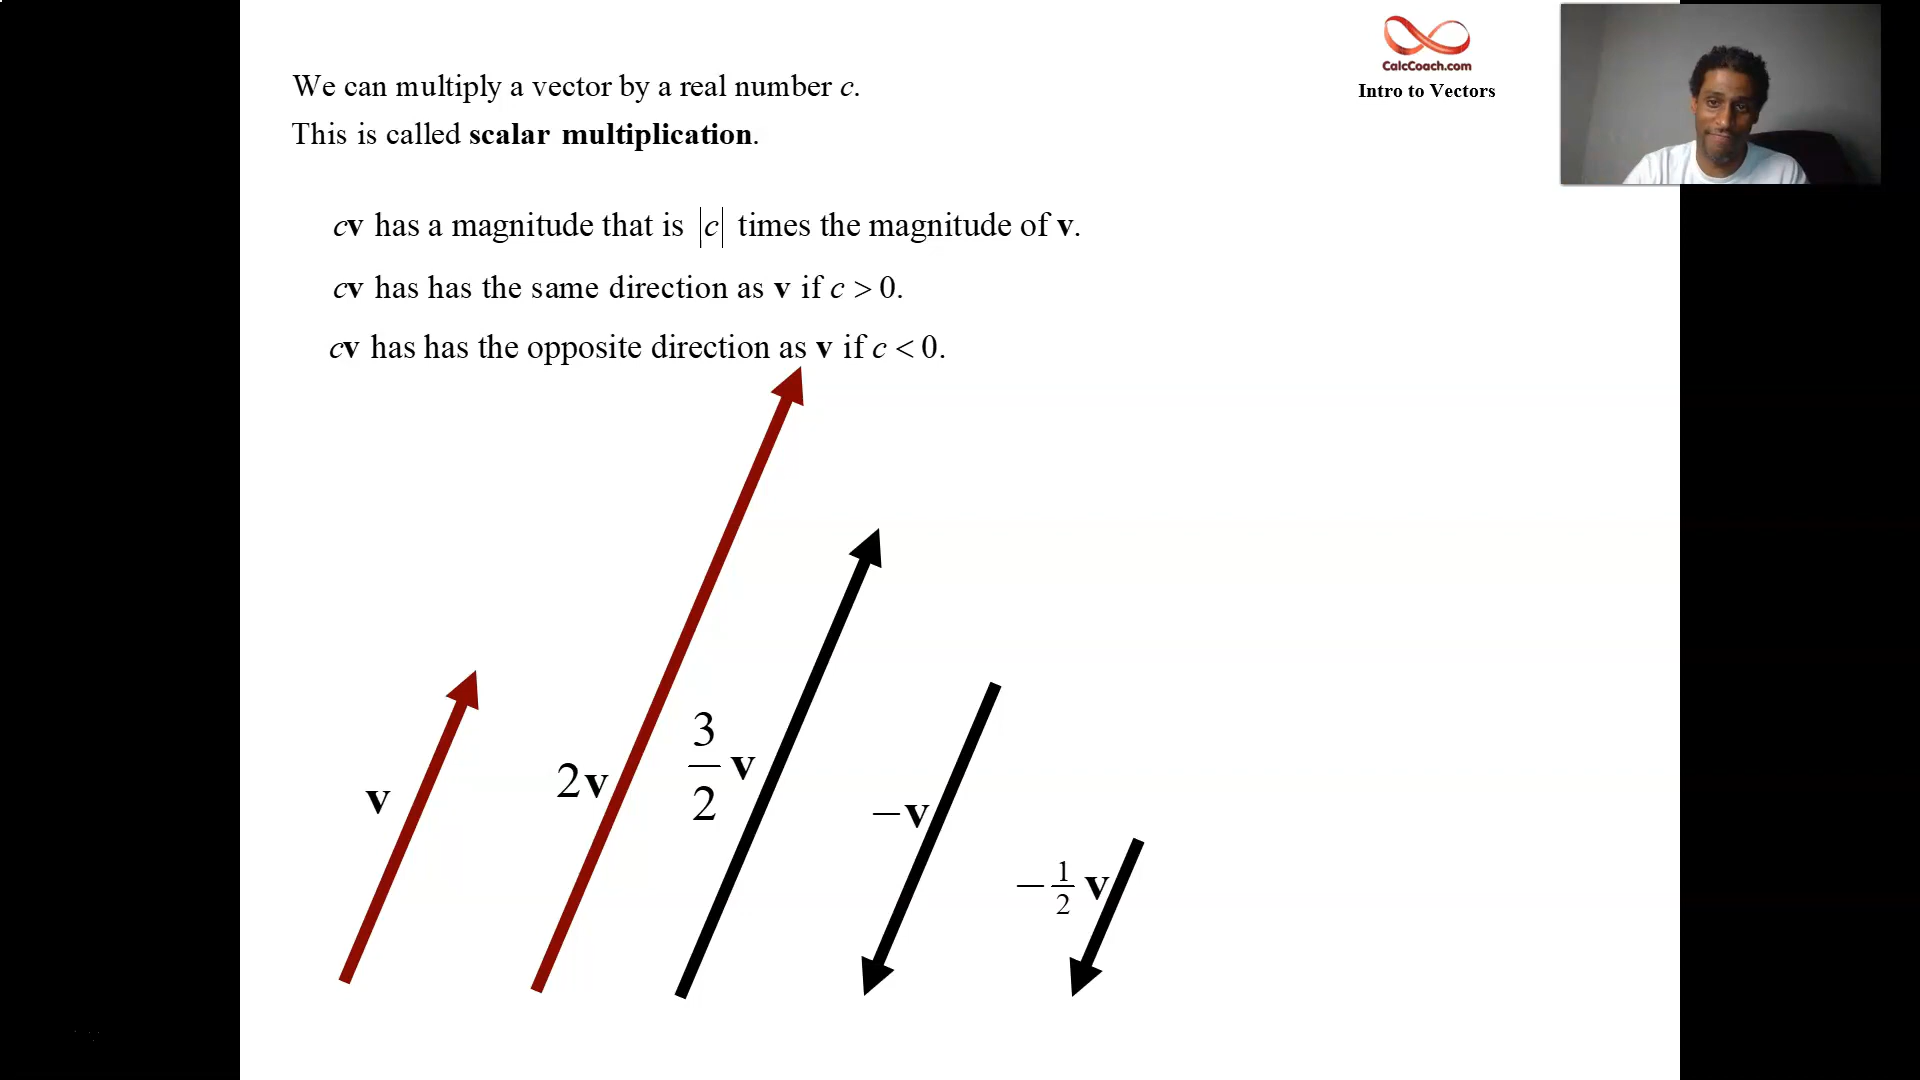 CalcCoach.com
Intro to Vectors
We can multiply a vector by a real number c.
This is called scalar multiplication.
cv has a magnitude that is |c| times the magnitude of v.
cv has has the same direction as v if c > 0.
cv has has the opposite direction as v if c < 0.
v
2v
3/2 v
−v
−1/2 v